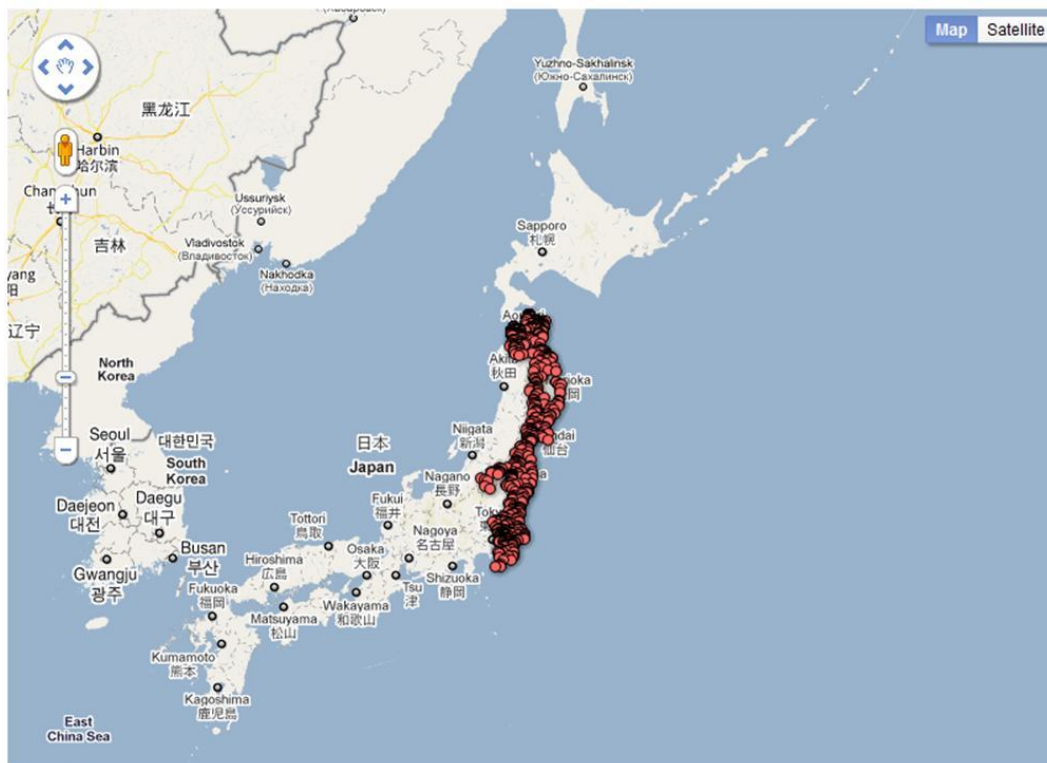 (Хабаровск)
Map
Satellite
Yuzhno-Sakhalinsk
(Южно-Сахалинск)
黑龙江
Harbin
哈尔滨
吉林
Ussuriysk
(Уссурийск)
Vladivostok
(Владивосток)
Nakhodka
(Находка)
Sapporo
札幌
辽宁
North
Korea
Akita
秋田
Seoul
서울
대한민국
South
Korea
日本
Japan
Niigata
新潟
仙台
Nagano
長野
Daejeon
대전
Daegu
대구
Fukui
福井
Tottori
鳥取
Nagoya
名古屋
Busan
부산
Gwangju
광주
Hiroshima
広島
Osaka
大阪
Tsu
津
Shizuoka
静岡
Fukuoka
福岡
Matsuyama
松山
Wakayama
和歌山
Kumamoto
熊本
Kagoshima
鹿児島
East
China Sea